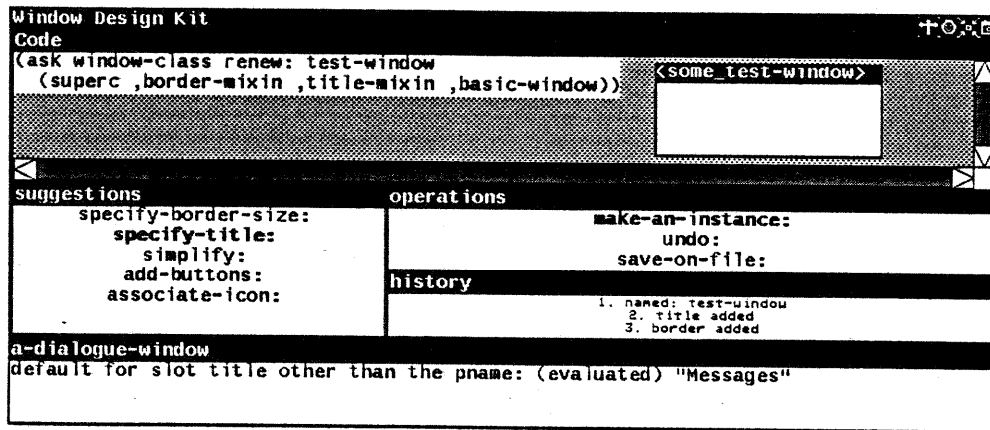 Window Design Kit
Code
(ask window-class renew: test-window
(superc ,border-mixin ,title-mixin ,basic-window))
<some_test-window>
suggestions
specify-border-size:
specify-title:
simplify:
add-buttons:
associate-icon:
operations
make-an-instance:
undo:
save-on-file:
history
1. named: test-window
2. title added
3. border added
a-dialogue-window
default for slot title other than the pname: (evaluated) "Messages"